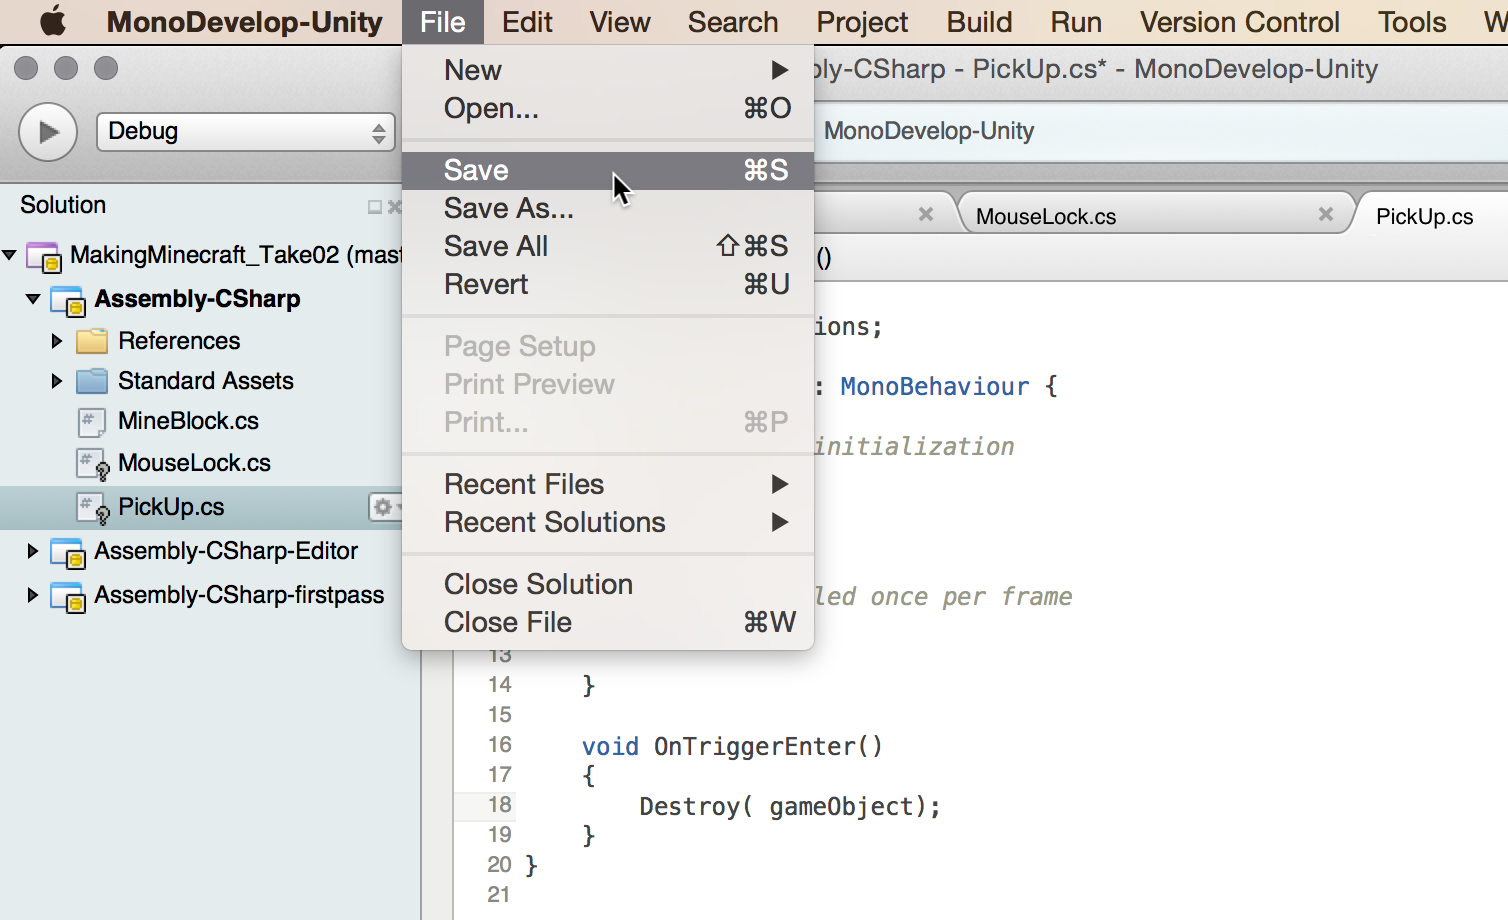 MonoDevelop-Unity File Edit View Search Project Build Run Version Control Tools W
bly-CSharp - PickUp.cs* - MonoDevelop-Unity
Debug
MonoDevelop-Unity
New
Open... ⌘O
Save ⌘S
Save As...
Save All ⇧⌘S
Revert ⌘U
Page Setup
Print Preview
Print... ⌘P
Recent Files
Recent Solutions
Close Solution
Close File ⌘W
Solution
MakingMinecraft_Take02 (mast
Assembly-CSharp
References
Standard Assets
MineBlock.cs
MouseLock.cs
PickUp.cs
Assembly-CSharp-Editor
Assembly-CSharp-firstpass
MouseLock.cs PickUp.cs
()
ions;
: MonoBehaviour {
initialization
led once per frame
13
14 }
15
16 void OnTriggerEnter()
17 {
18 Destroy( gameObject);
19 }
20 }
21